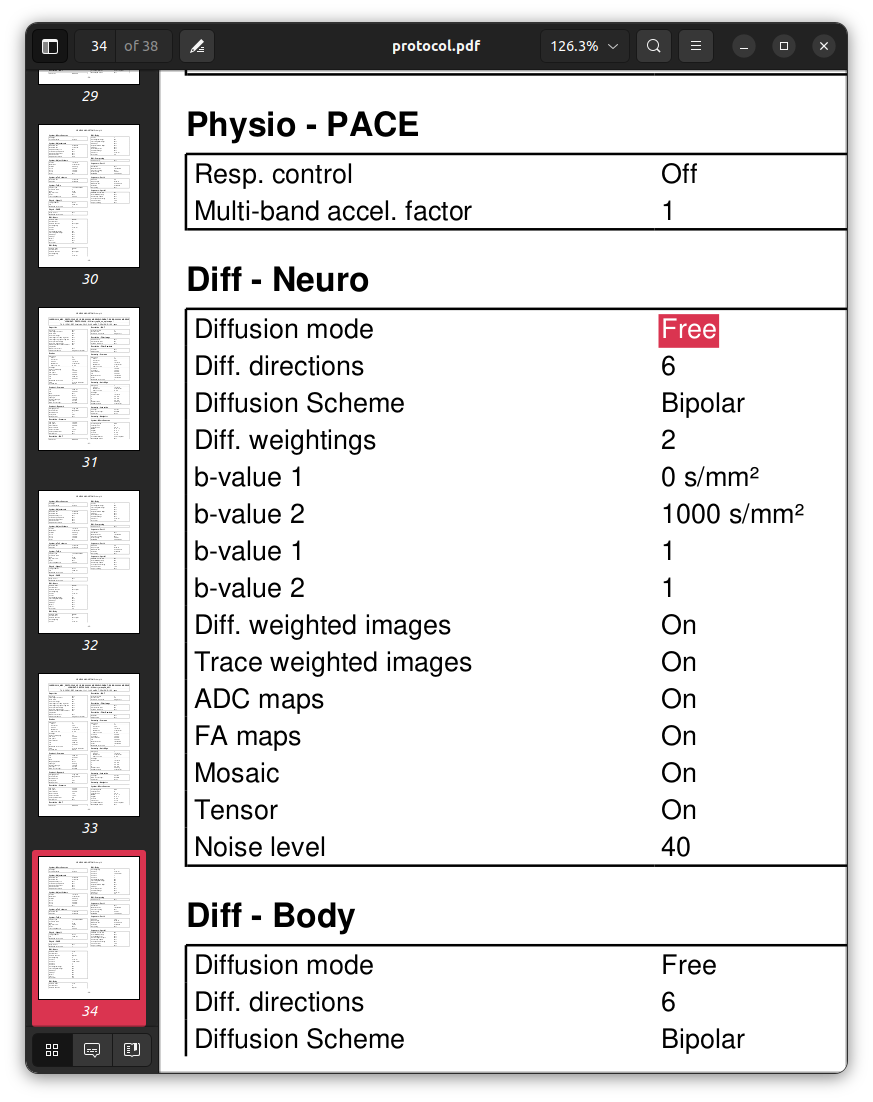 34 of 38
protocol.pdf
126.3%
29
30
31
32
33
34
Physio - PACE
Resp. control Off
Multi-band accel. factor 1
Diff - Neuro
Diffusion mode Free
Diff. directions 6
Diffusion Scheme Bipolar
Diff. weightings 2
b-value 1 0 s/mm²
b-value 2 1000 s/mm²
b-value 1 1
b-value 2 1
Diff. weighted images On
Trace weighted images On
ADC maps On
FA maps On
Mosaic On
Tensor On
Noise level 40
Diff - Body
Diffusion mode Free
Diff. directions 6
Diffusion Scheme Bipolar